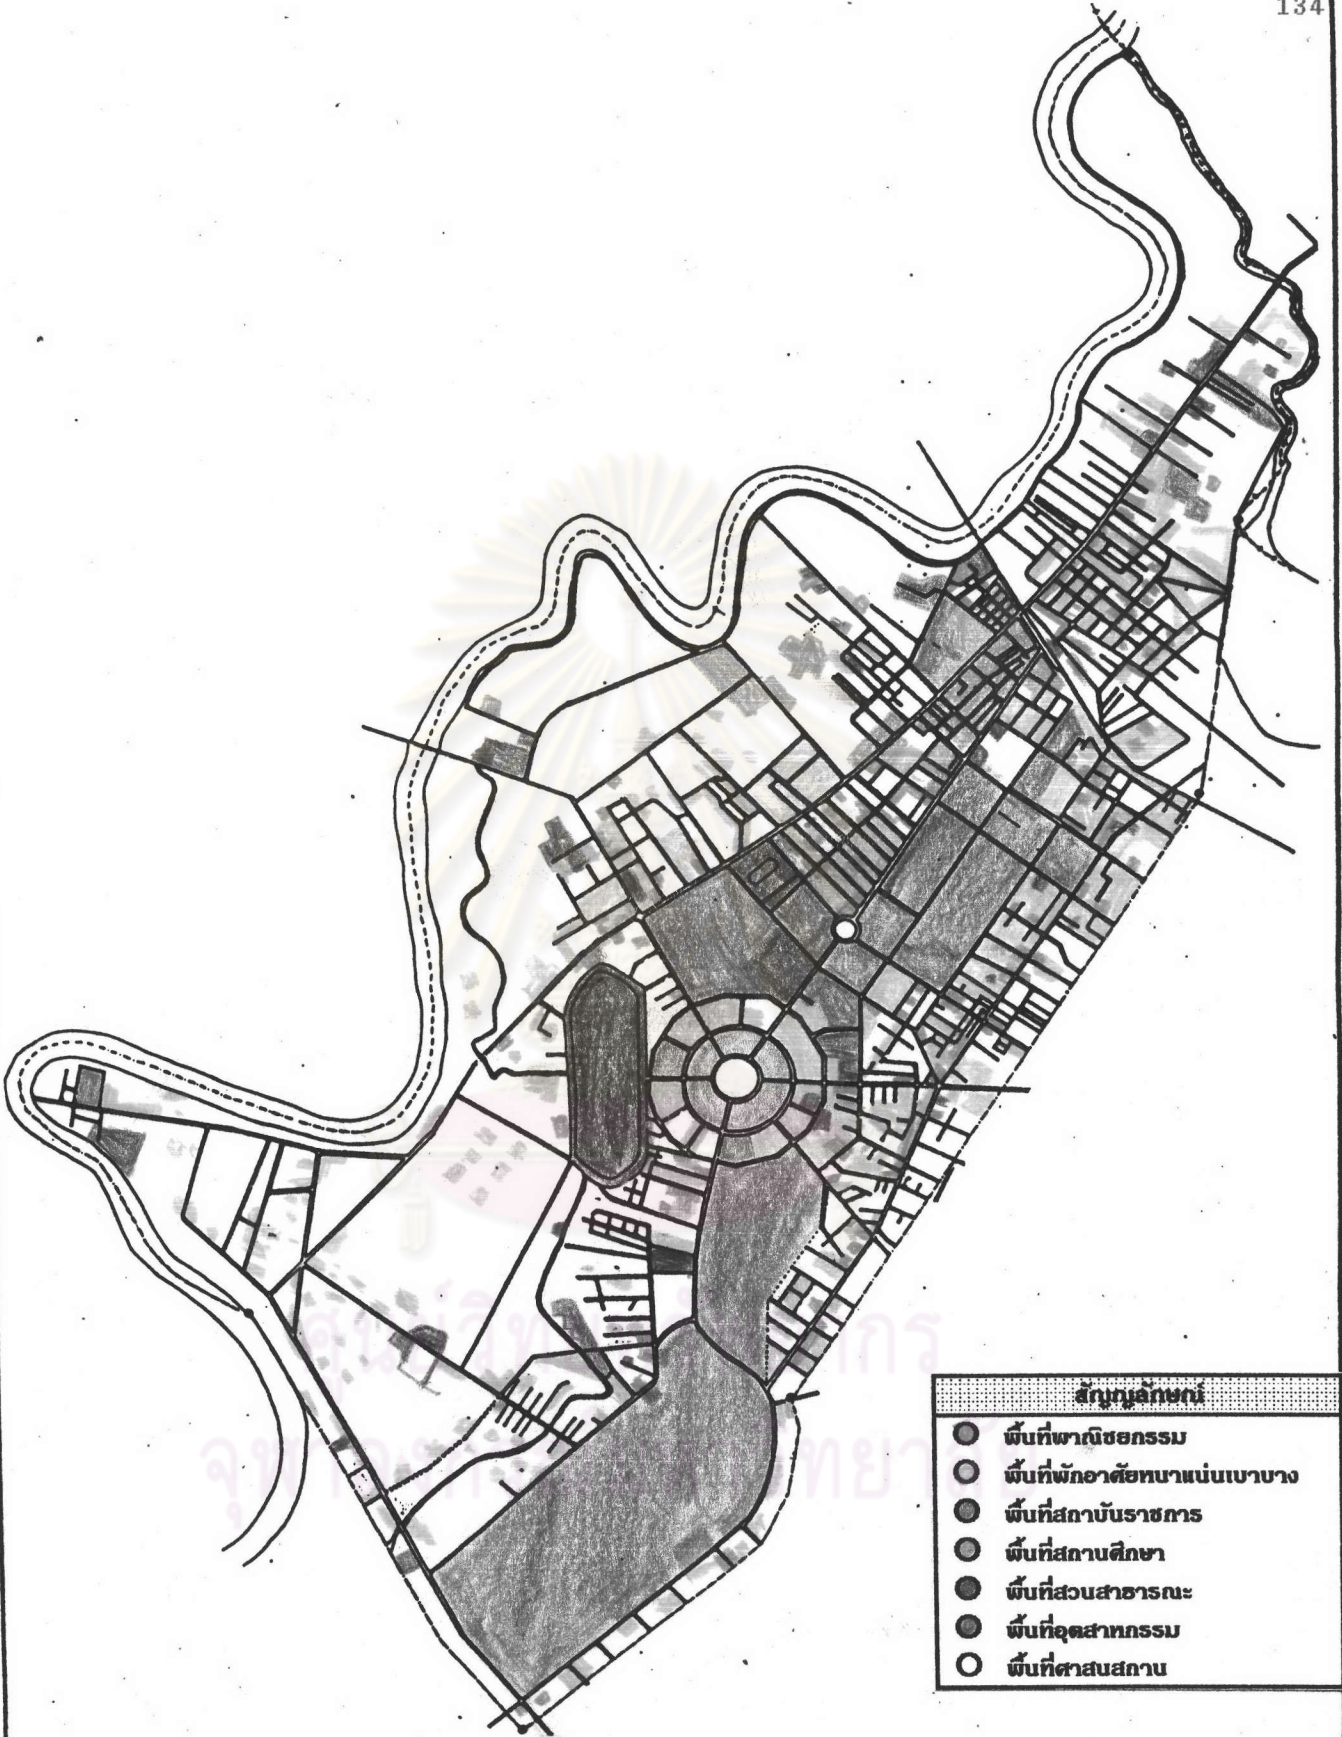 134
สัญญลักษณ์
พื้นที่พาณิชยกรรม
พื้นที่พักอาศัยหนาแน่นเบาบาง
พื้นที่สถาบันราชการ
พื้นที่สถานศึกษา
พื้นที่สวนสาธารณะ
พื้นที่อุตสาหกรรม
พื้นที่ศาสนสถาน